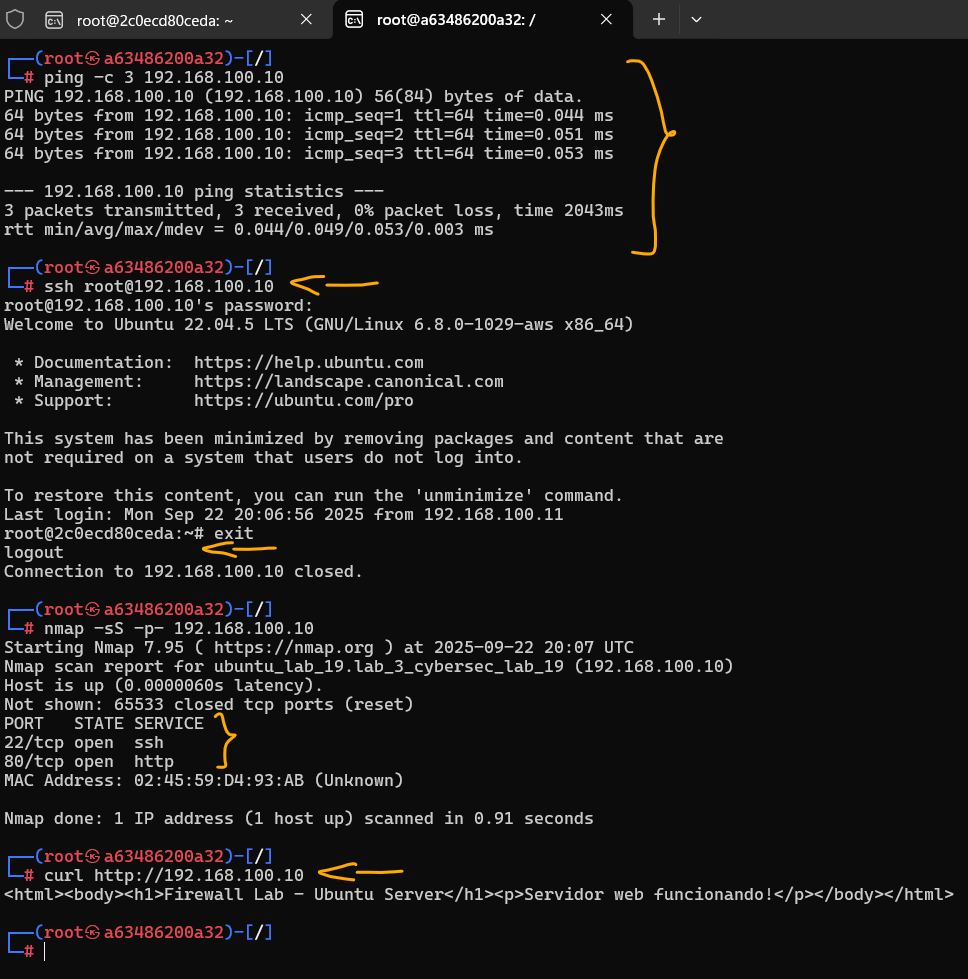 root@2c0ecd80ceda: ~
root@a63486200a32: /
┌──(root㉿a63486200a32)-[/]
└─# ping -c 3 192.168.100.10
PING 192.168.100.10 (192.168.100.10) 56(84) bytes of data.
64 bytes from 192.168.100.10: icmp_seq=1 ttl=64 time=0.044 ms
64 bytes from 192.168.100.10: icmp_seq=2 ttl=64 time=0.051 ms
64 bytes from 192.168.100.10: icmp_seq=3 ttl=64 time=0.053 ms
--- 192.168.100.10 ping statistics ---
3 packets transmitted, 3 received, 0% packet loss, time 2043ms
rtt min/avg/max/mdev = 0.044/0.049/0.053/0.003 ms
┌──(root㉿a63486200a32)-[/]
└─# ssh root@192.168.100.10
root@192.168.100.10's password:
Welcome to Ubuntu 22.04.5 LTS (GNU/Linux 6.8.0-1029-aws x86_64)
* Documentation:  https://help.ubuntu.com
* Management:     https://landscape.canonical.com
* Support:        https://ubuntu.com/pro
This system has been minimized by removing packages and content that are
not required on a system that users do not log into.
To restore this content, you can run the 'unminimize' command.
Last login: Mon Sep 22 20:06:56 2025 from 192.168.100.11
root@2c0ecd80ceda:~# exit
logout
Connection to 192.168.100.10 closed.
┌──(root㉿a63486200a32)-[/]
└─# nmap -sS -p- 192.168.100.10
Starting Nmap 7.95 ( https://nmap.org ) at 2025-09-22 20:07 UTC
Nmap scan report for ubuntu_lab_19.lab_3_cybersec_lab_19 (192.168.100.10)
Host is up (0.0000060s latency).
Not shown: 65533 closed tcp ports (reset)
PORT   STATE SERVICE
22/tcp open  ssh
80/tcp open  http
MAC Address: 02:45:59:D4:93:AB (Unknown)
Nmap done: 1 IP address (1 host up) scanned in 0.91 seconds
┌──(root㉿a63486200a32)-[/]
└─# curl http://192.168.100.10
<html><body><h1>Firewall Lab - Ubuntu Server</h1><p>Servidor web funcionando!</p></body></html>
┌──(root㉿a63486200a32)-[/]
└─#